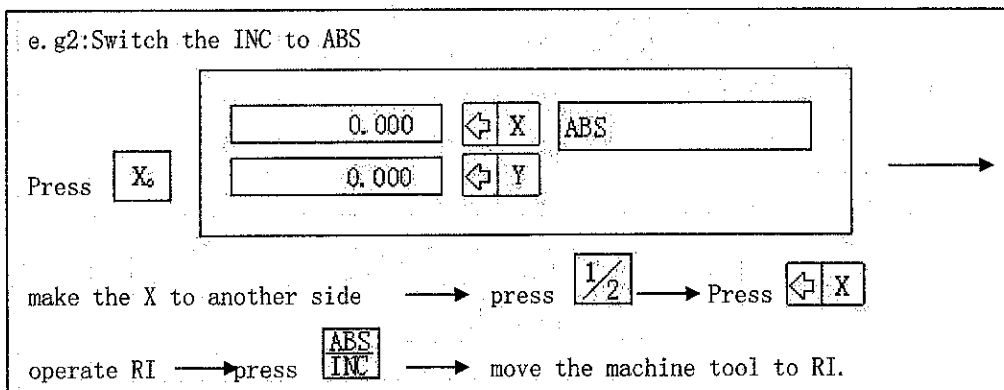 e.g2:Switch the INC to ABS
0.000 X ABS
Press X₀ 0.000 Y
make the X to another side press 1/2 Press X
operate RI press ABS/INC move the machine tool to RI.